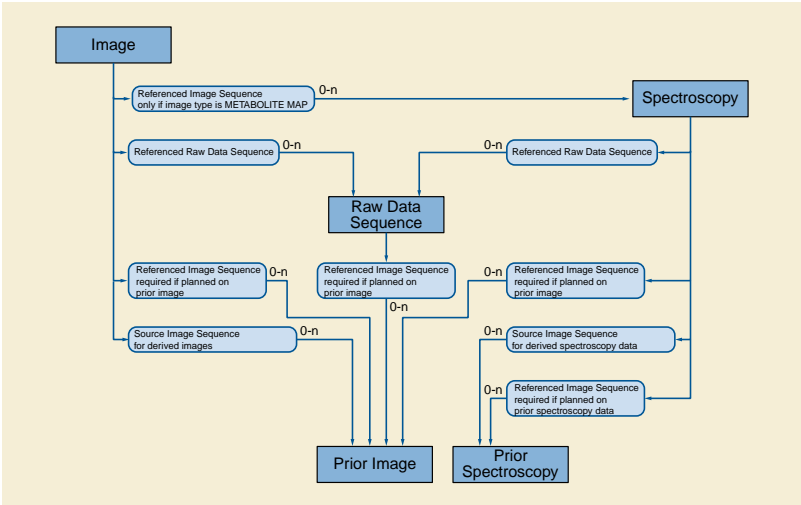 Image
Referenced Image Sequence
only if image type is METABOLITE MAP
0-n
Spectroscopy
Referenced Raw Data Sequence
0-n
0-n
Referenced Raw Data Sequence
Raw Data
Sequence
Referenced Image Sequence
required if planned on
prior image
0-n
Referenced Image Sequence
required if planned on
prior image
0-n
0-n
Referenced Image Sequence
required if planned on
prior image
Source Image Sequence
for derived images
0-n
0-n
Source Image Sequence
for derived spectroscopy data
0-n
Referenced Image Sequence
required if planned on
prior spectroscopy data
Prior Image
Prior
Spectroscopy